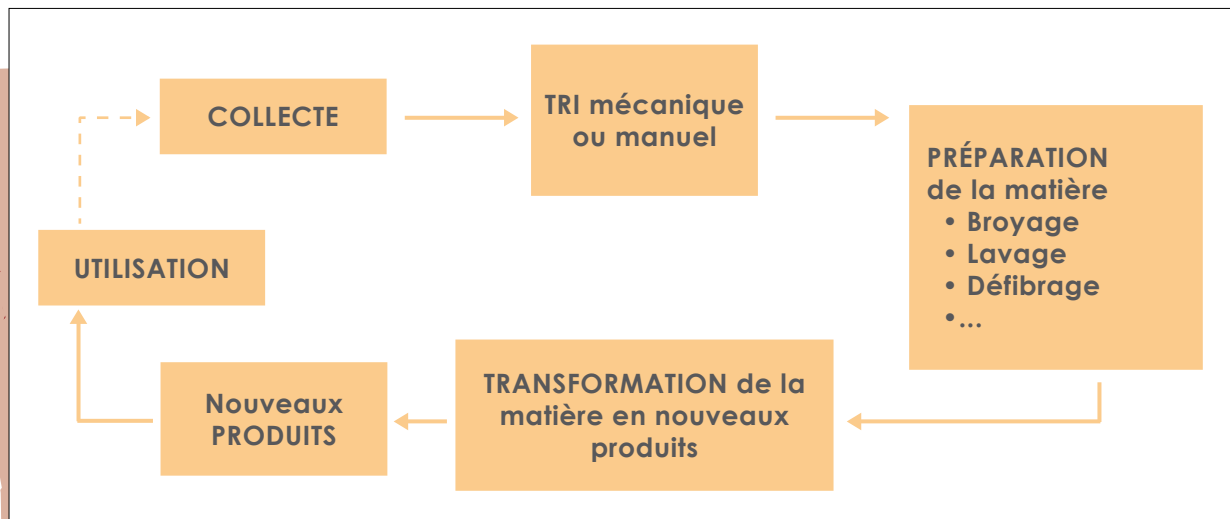 COLLECTE
TRI mécanique
ou manuel
PRÉPARATION
de la matière
• Broyage
• Lavage
• Défibrage
•...
TRANSFORMATION de la
matière en nouveaux
produits
Nouveaux
PRODUITS
UTILISATION